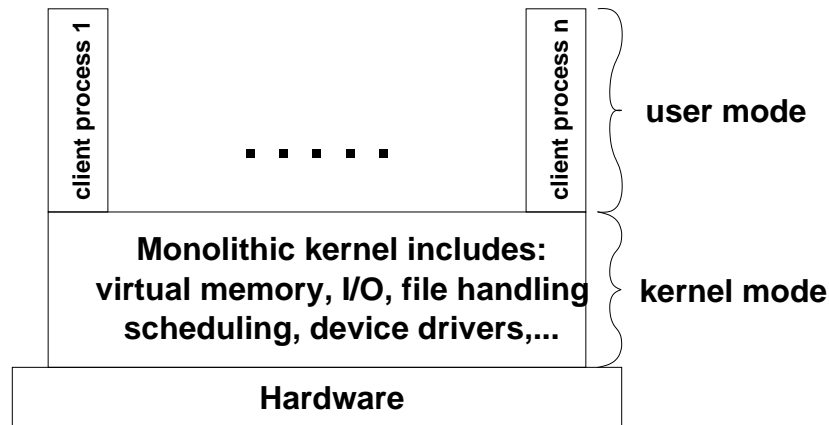 client process 1
client process n
user mode
. . . . .
Monolithic kernel includes:
virtual memory, I/O, file handling
scheduling, device drivers,...
kernel mode
Hardware